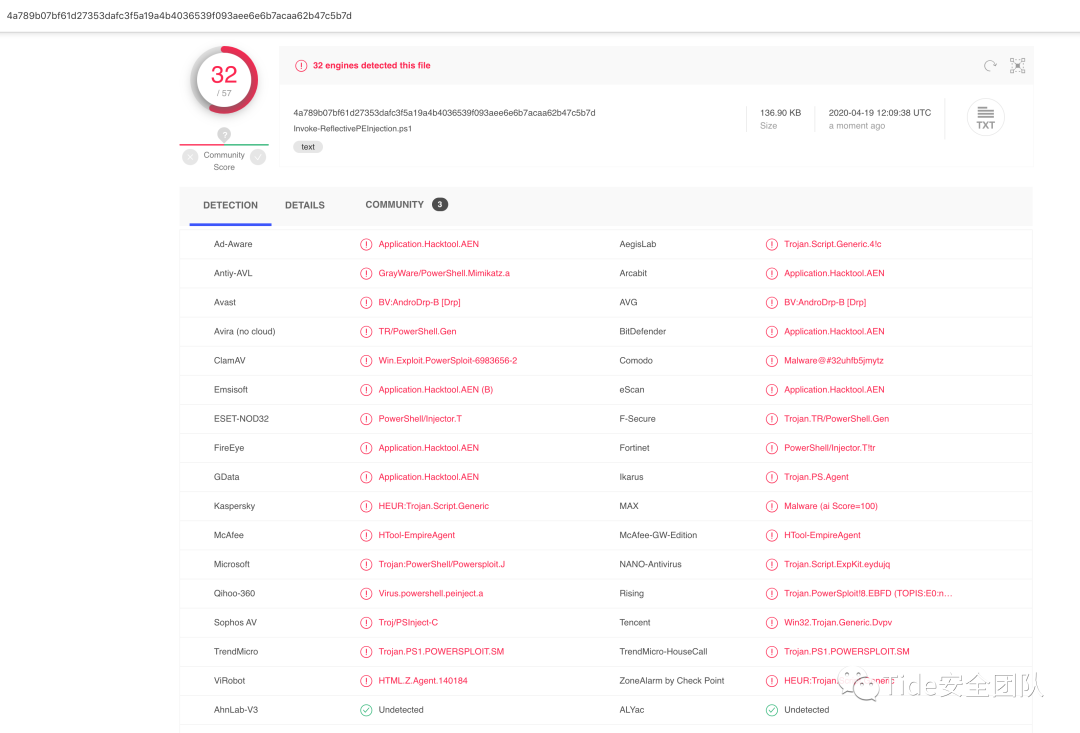 4a789b07bf61d27353dafc3f5a19a4b4036539f093aee6e6b7acaa62b47c5b7d
32
/ 57
32 engines detected this file
4a789b07bf61d27353dafc3f5a19a4b4036539f093aee6e6b7acaa62b47c5b7d
Invoke-ReflectivePEInjection.ps1
text
136.90 KB
Size
2020-04-19 12:09:38 UTC
a moment ago
TXT
?
Community
Score
DETECTION DETAILS COMMUNITY 3
Ad-Aware Application.Hacktool.AEN AegisLab Trojan.Script.Generic.4!c
Antiy-AVL GrayWare/PowerShell.Mimikatz.a Arcabit Application.Hacktool.AEN
Avast BV:AndroDrp-B [Drp] AVG BV:AndroDrp-B [Drp]
Avira (no cloud) TR/PowerShell.Gen BitDefender Application.Hacktool.AEN
ClamAV Win.Exploit.PowerSploit-6983656-2 Comodo Malware@#32uhfb5jmytz
Emsisoft Application.Hacktool.AEN (B) eScan Application.Hacktool.AEN
ESET-NOD32 PowerShell/Injector.T F-Secure Trojan.TR/PowerShell.Gen
FireEye Application.Hacktool.AEN Fortinet PowerShell/Injector.T!tr
GData Application.Hacktool.AEN Ikarus Trojan.PS.Agent
Kaspersky HEUR:Trojan.Script.Generic MAX Malware (ai Score=100)
McAfee HTool-EmpireAgent McAfee-GW-Edition HTool-EmpireAgent
Microsoft Trojan:PowerShell/Powersploit.J NANO-Antivirus Trojan.Script.ExpKit.eydujq
Qihoo-360 Virus.powershell.peinject.a Rising Trojan.PowerSploit!8.EBFD (TOPIS:E0:n…
Sophos AV Troj/PSInject-C Tencent Win32.Trojan.Generic.Dvpv
TrendMicro Trojan.PS1.POWERSPLOIT.SM TrendMicro-HouseCall Trojan.PS1.POWERSPLOIT.SM
ViRobot HTML.Z.Agent.140184 ZoneAlarm by Check Point
Tide安全团队
AhnLab-V3 Undetected ALYac Undetected